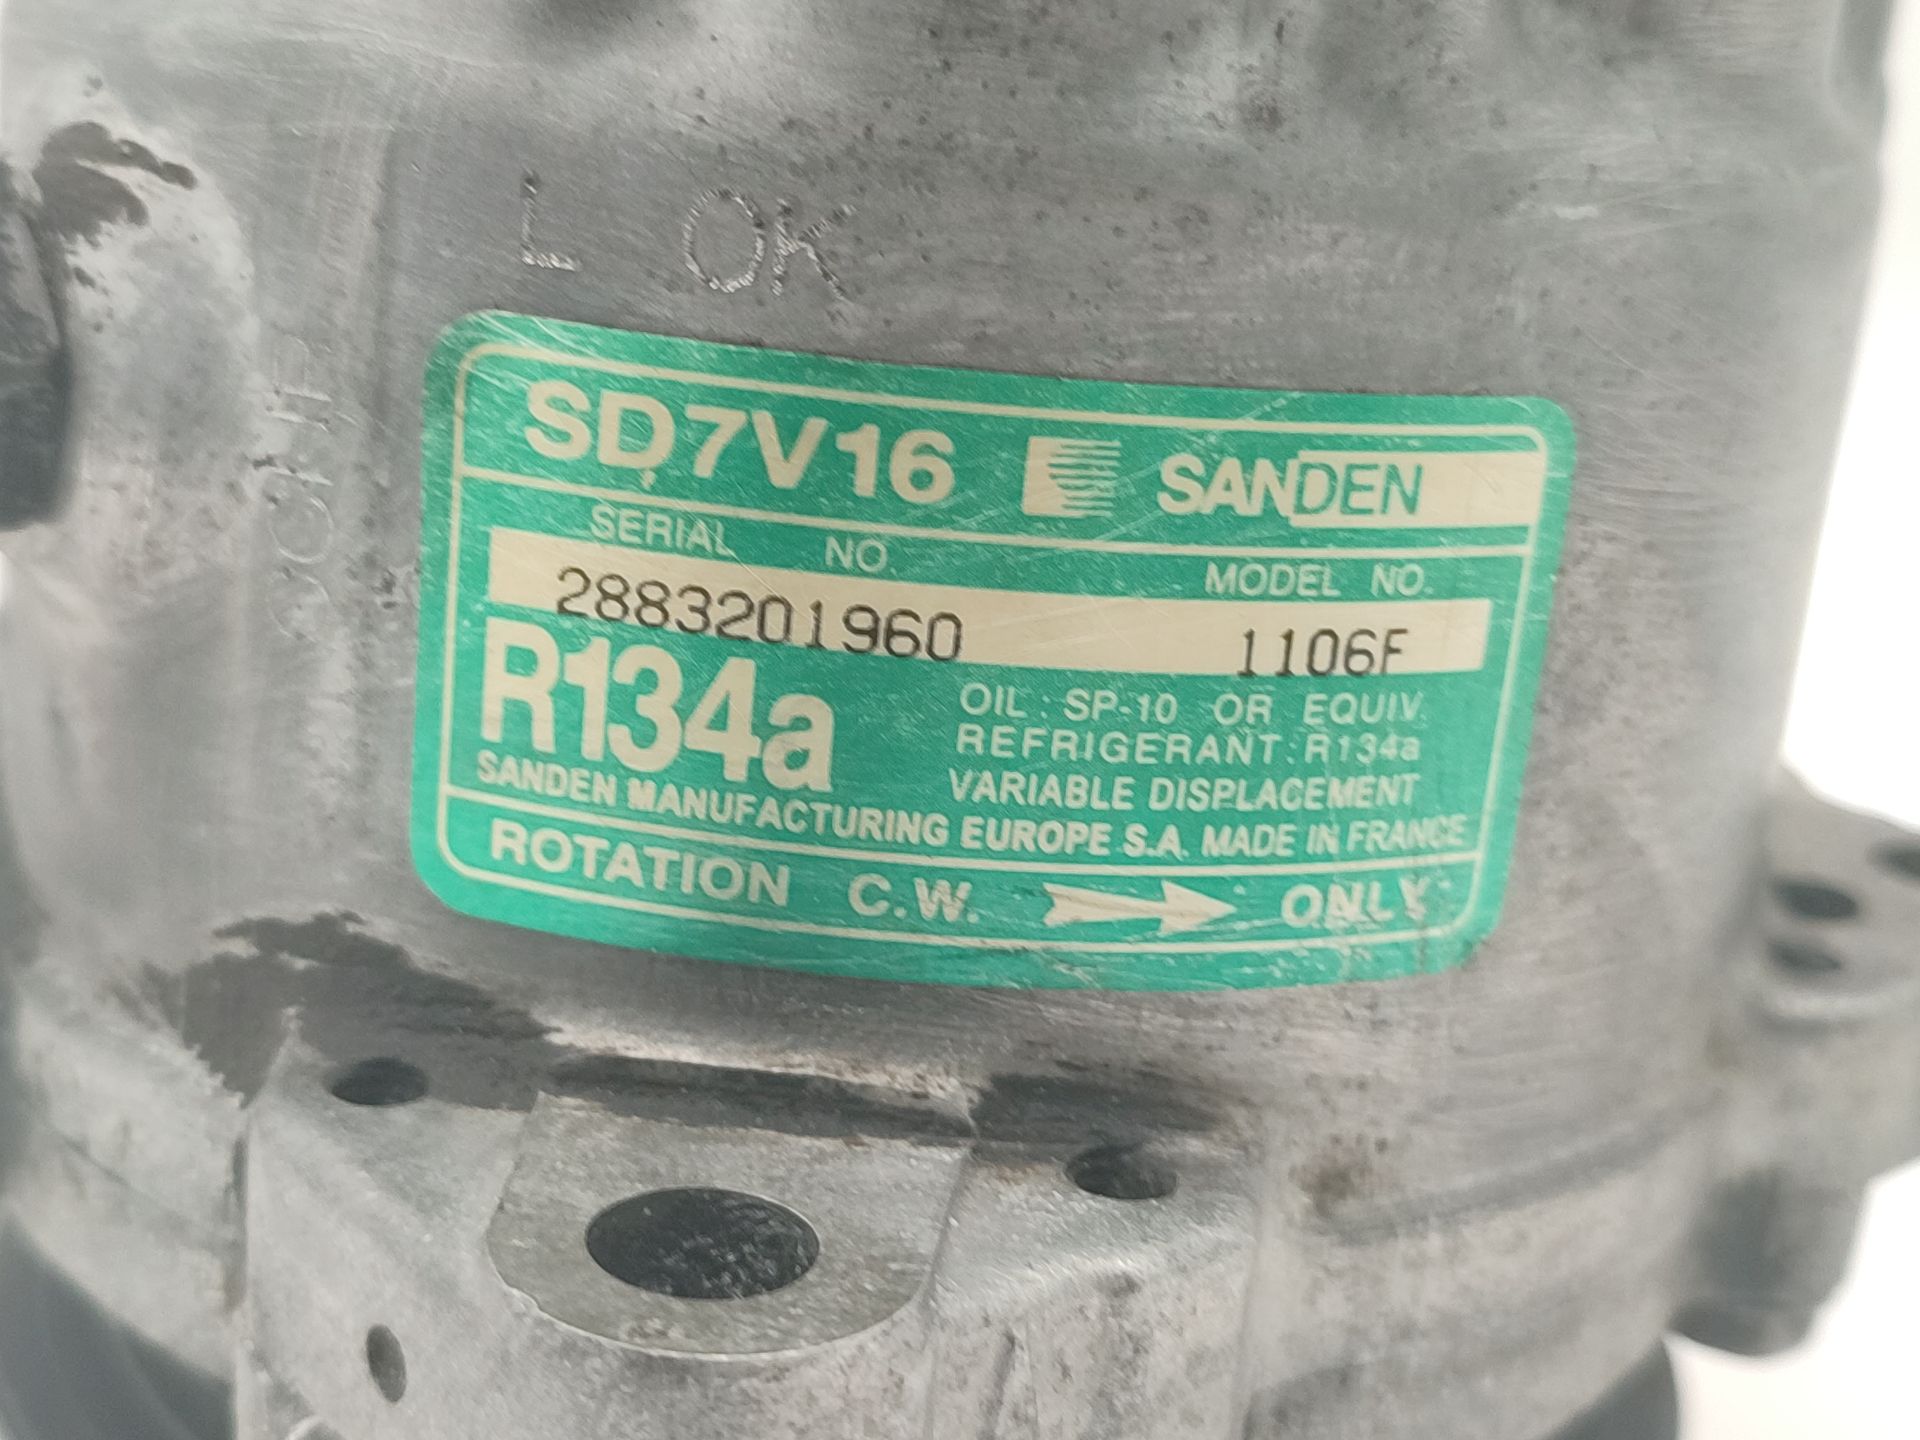 L OK
SD7V16 SANDEN
SERIAL NO. MODEL NO.
2883201960 1106F
R134a
OIL : SP-10 OR EQUIV.
REFRIGERANT : R134a
VARIABLE DISPLACEMENT
SANDEN MANUFACTURING EUROPE S.A. MADE IN FRANCE
ROTATION C.W. ONLY